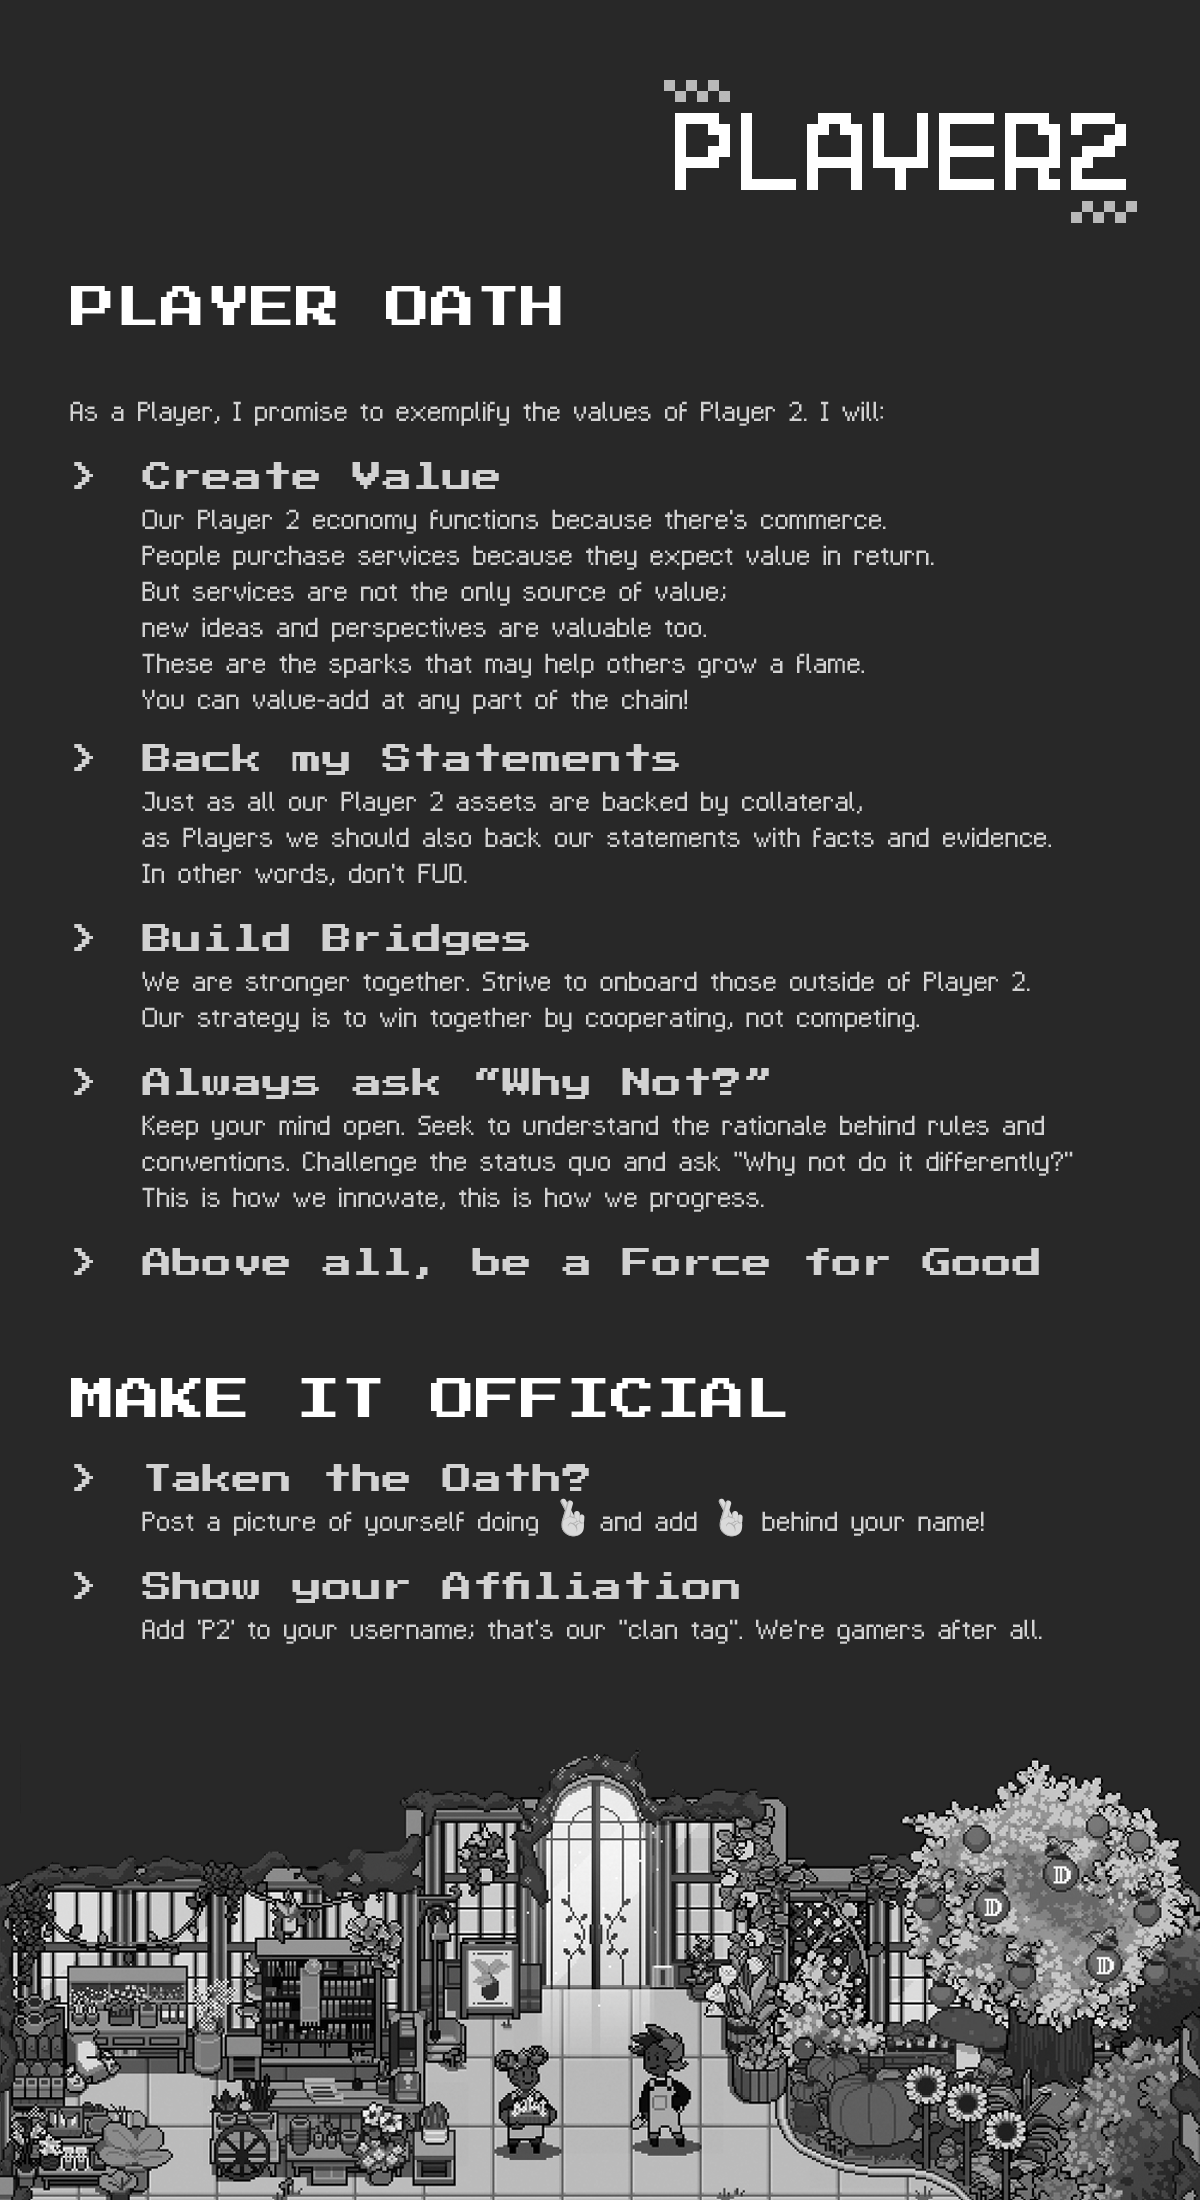 PLAYER2
PLAYER OATH
As a Player, I promise to exemplify the values of Player 2. I will:
> Create Value
Our Player 2 economy functions because there's commerce.
People purchase services because they expect value in return.
But services are not the only source of value;
new ideas and perspectives are valuable too.
These are the sparks that may help others grow a flame.
You can value-add at any part of the chain!
> Back my Statements
Just as all our Player 2 assets are backed by collateral,
as Players we should also back our statements with facts and evidence.
In other words, don't FUD.
> Build Bridges
We are stronger together. Strive to onboard those outside of Player 2.
Our strategy is to win together by cooperating, not competing.
> Always ask “Why Not?”
Keep your mind open. Seek to understand the rationale behind rules and
conventions. Challenge the status quo and ask "Why not do it differently?"
This is how we innovate, this is how we progress.
> Above all, be a Force for Good
MAKE IT OFFICIAL
> Taken the Oath?
Post a picture of yourself doing 🤞 and add 🤞 behind your name!
> Show your Affiliation
Add 'P2' to your username; that's our "clan tag". We're gamers after all.
D
D
D